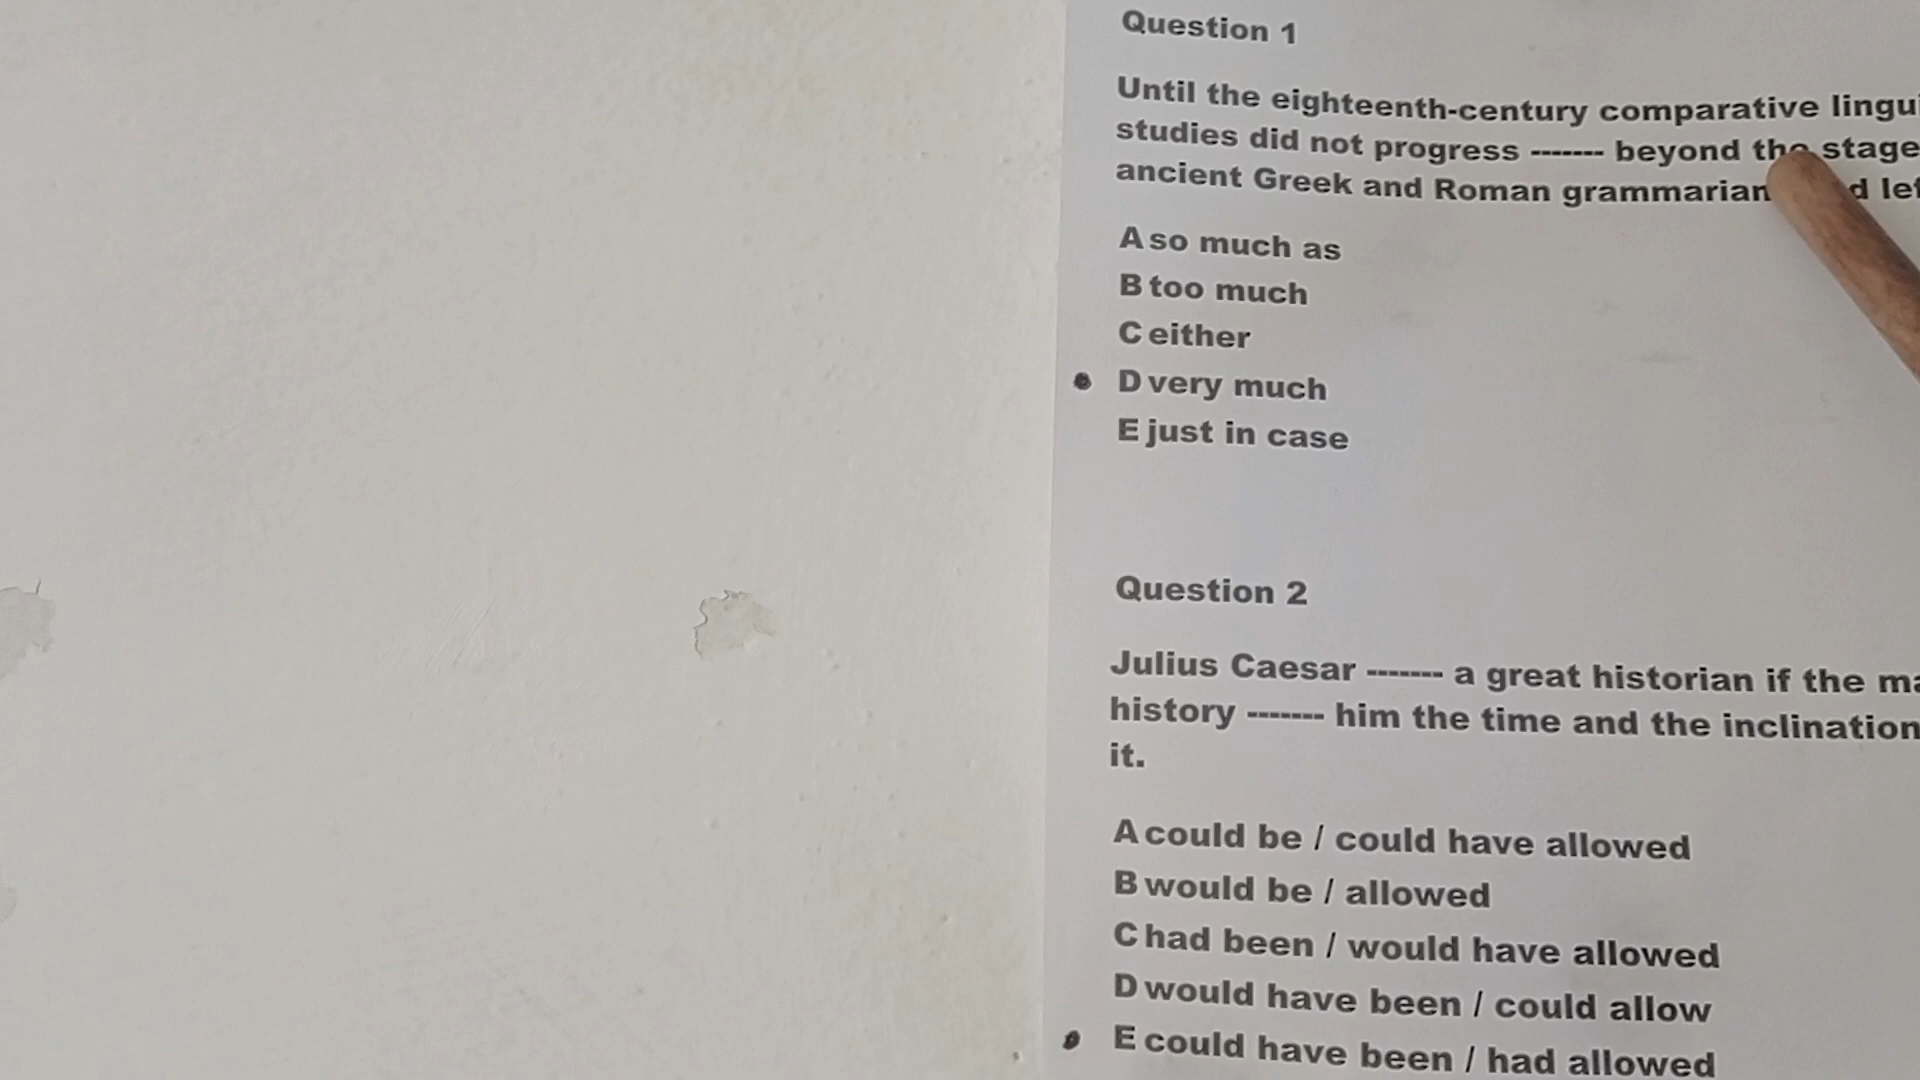 Question 1
Until the eighteenth-century comparative
studies did not progress ------- beyond the stage
ancient Greek and Roman
A so much as
B too much
C either
D very much
E just in case
Question 2
Julius Caesar ------- a great historian if the
history ------- him the time and the inclination
it.
A could be / could have allowed
B would be / allowed
C had been / would have allowed
D would have been / could allow
E could have been / had allowed